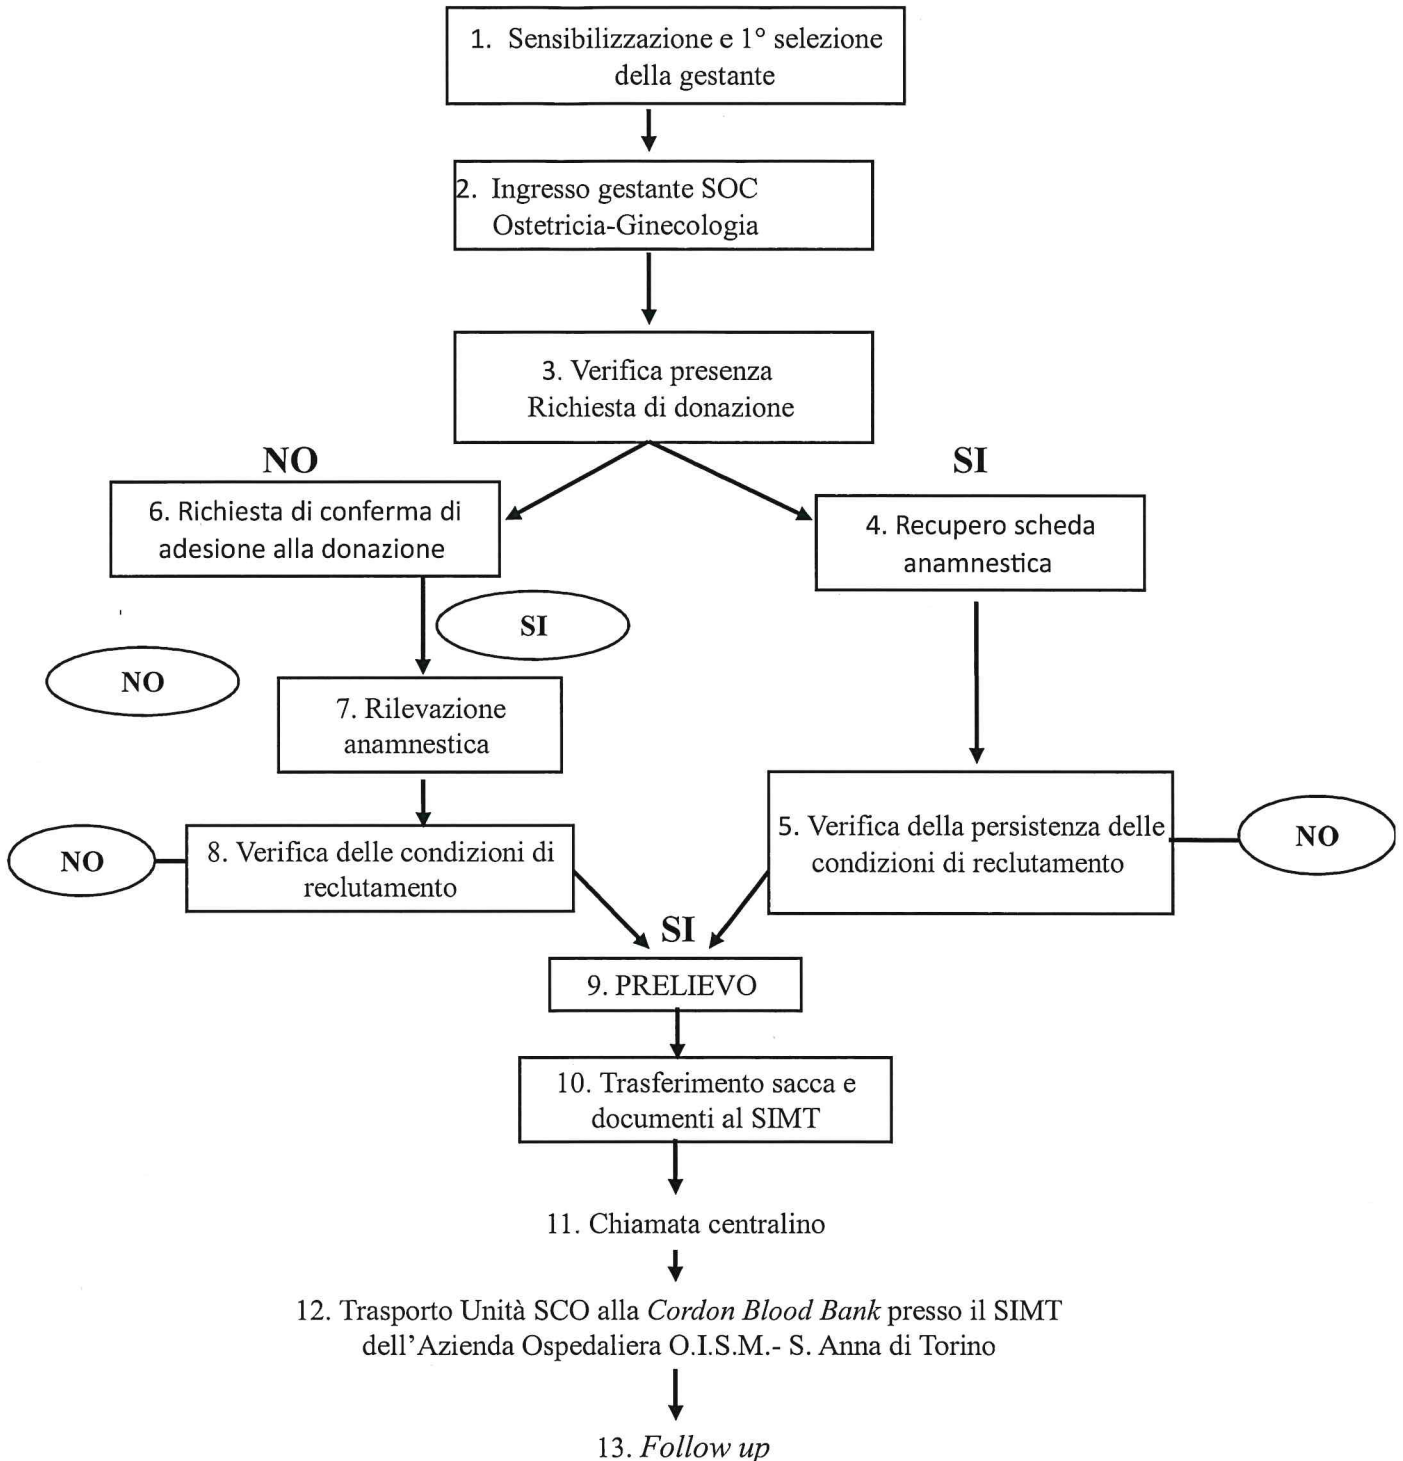 1. Sensibilizzazione e 1° selezione
della gestante
2. Ingresso gestante SOC
Ostetricia-Ginecologia
3. Verifica presenza
Richiesta di donazione
NO
SI
6. Richiesta di conferma di
adesione alla donazione
4. Recupero scheda
anamnestica
SI
NO
7. Rilevazione
anamnestica
5. Verifica della persistenza delle
condizioni di reclutamento
NO
NO
8. Verifica delle condizioni di
reclutamento
SI
9. PRELIEVO
10. Trasferimento sacca e
documenti al SIMT
11. Chiamata centralino
12. Trasporto Unità SCO alla Cordon Blood Bank presso il SIMT
dell'Azienda Ospedaliera O.I.S.M.- S. Anna di Torino
13. Follow up